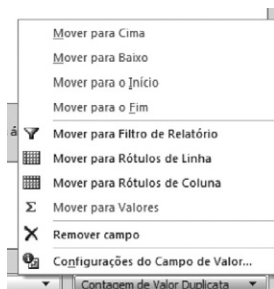 Mover para Cima
Mover para Baixo
Mover para o Início
Mover para o Fim
Mover para Filtro de Relatório
Mover para Rótulos de Linha
Mover para Rótulos de Coluna
Σ Mover para Valores
Remover campo
Configurações do Campo de Valor...
Contagem de Valor Duplicata